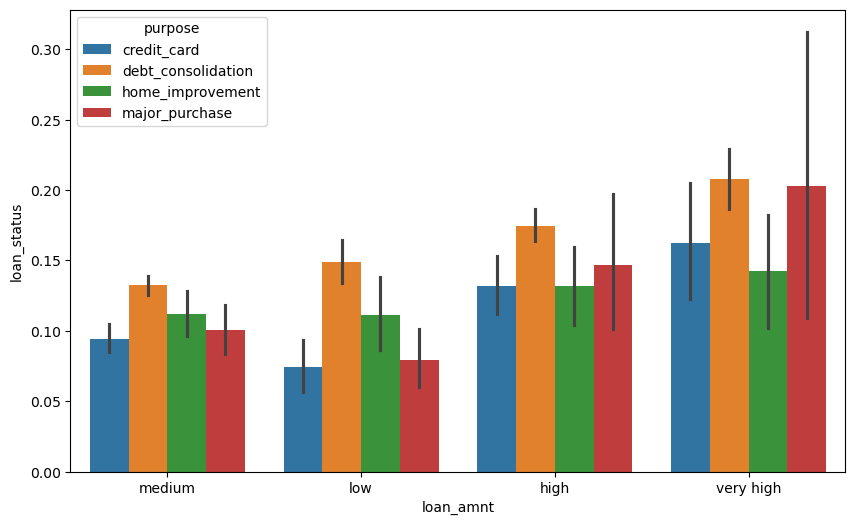 purpose
credit_card
debt_consolidation
home_improvement
major_purchase
loan_status
0.30
0.25
0.20
0.15
0.10
0.05
0.00
medium low high very high
loan_amnt